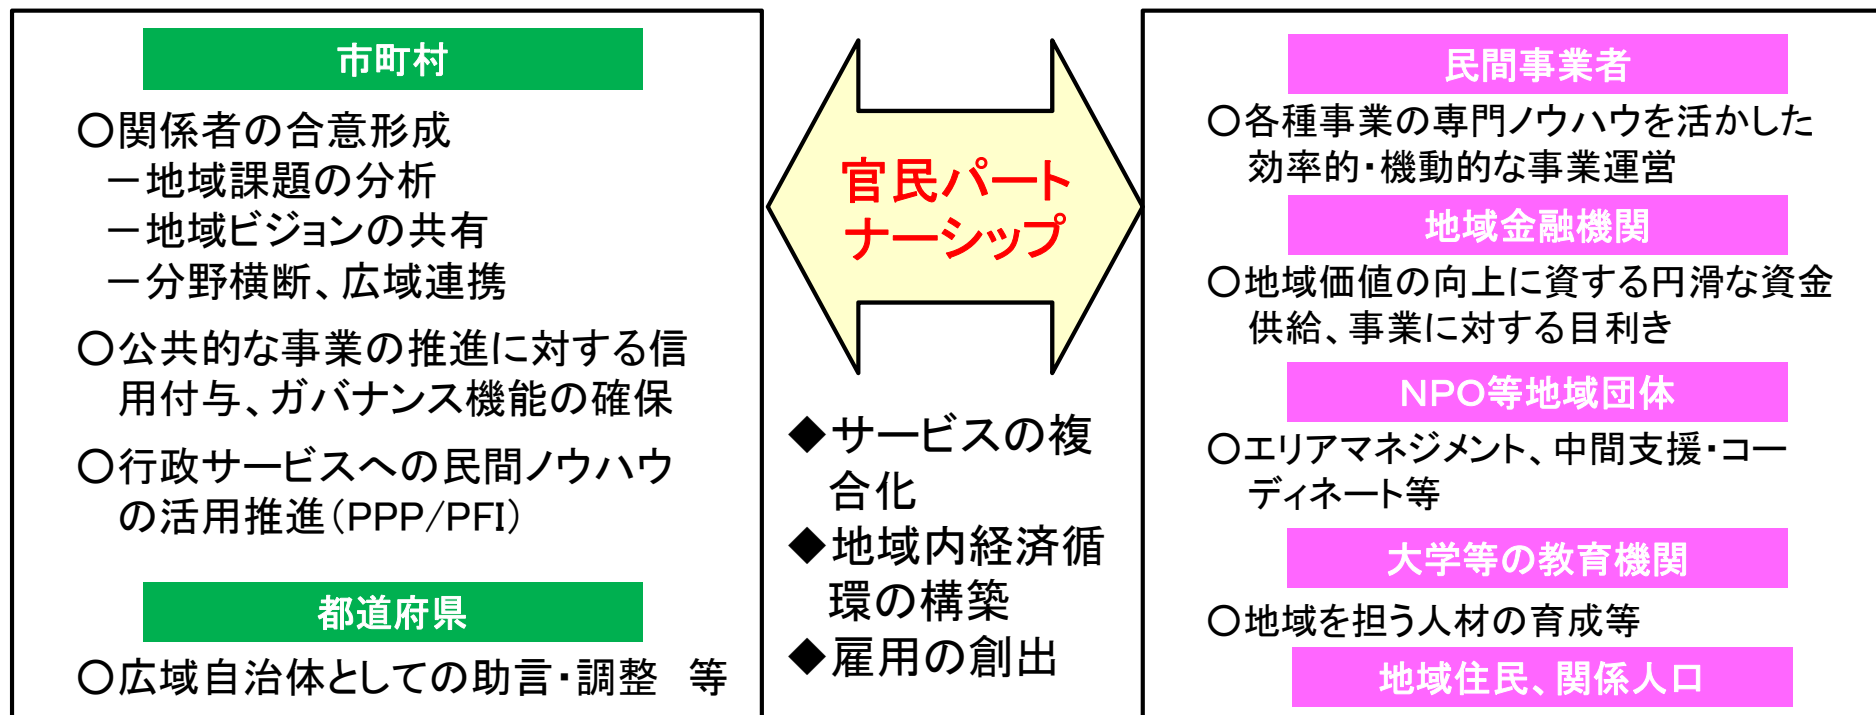 市町村
〇関係者の合意形成
－地域課題の分析
－地域ビジョンの共有
－分野横断、広域連携
〇公共的な事業の推進に対する信
用付与、ガバナンス機能の確保
〇行政サービスへの民間ノウハウ
の活用推進(PPP/PFI)
都道府県
〇広域自治体としての助言・調整　等
官民パート
ナーシップ
◆サービスの複
合化
◆地域内経済循
環の構築
◆雇用の創出
民間事業者
〇各種事業の専門ノウハウを活かした
効率的・機動的な事業運営
地域金融機関
〇地域価値の向上に資する円滑な資金
供給、事業に対する目利き
ＮＰＯ等地域団体
〇エリアマネジメント、中間支援・コー
ディネート等
大学等の教育機関
〇地域を担う人材の育成等
地域住民、関係人口